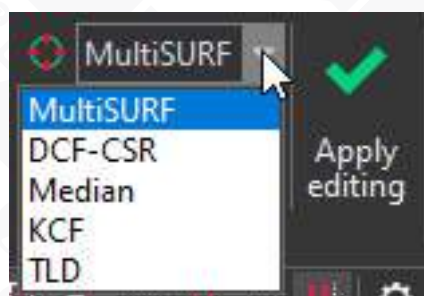 MultiSURF
MultiSURF
DCF-CSR
Median
KCF
TLD
Apply
editing